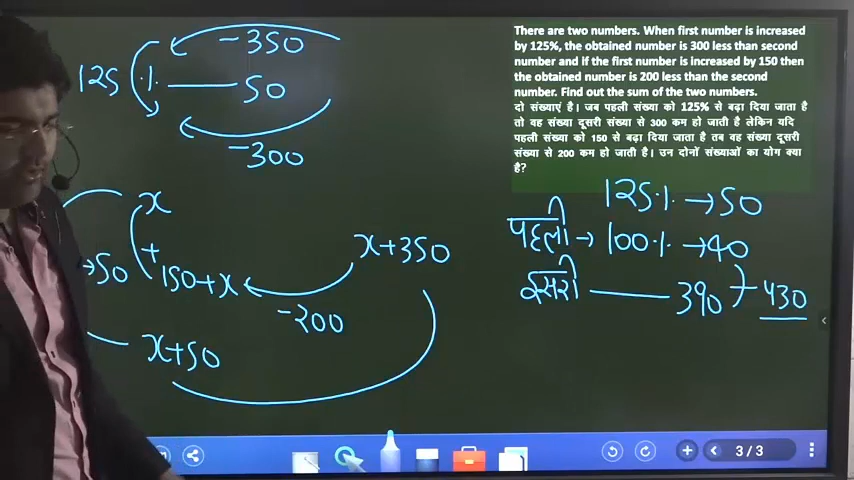 There are two numbers. When first number is increased
by 125%, the obtained number is 300 less than second
number and if the first number is increased by 150 then
the obtained number is 200 less than the second
number. Find out the sum of the two numbers.
दो संख्याएं है। जब पहली संख्या को 125% से बढ़ा दिया जाता है
तो वह संख्या दूसरी संख्या से 300 कम हो जाती है लेकिन यदि
पहली संख्या को 150 से बढ़ा दिया जाता है तब वह संख्या दूसरी
संख्या से 200 कम हो जाती है। उन दोनों संख्याओं का योग क्या
है?
-350
125 %
50
-300
x
+
→50
150+x
x+350
-200
x+50
125% → 50
पहली → 100% → 40
दूसरी 390
430
3/3